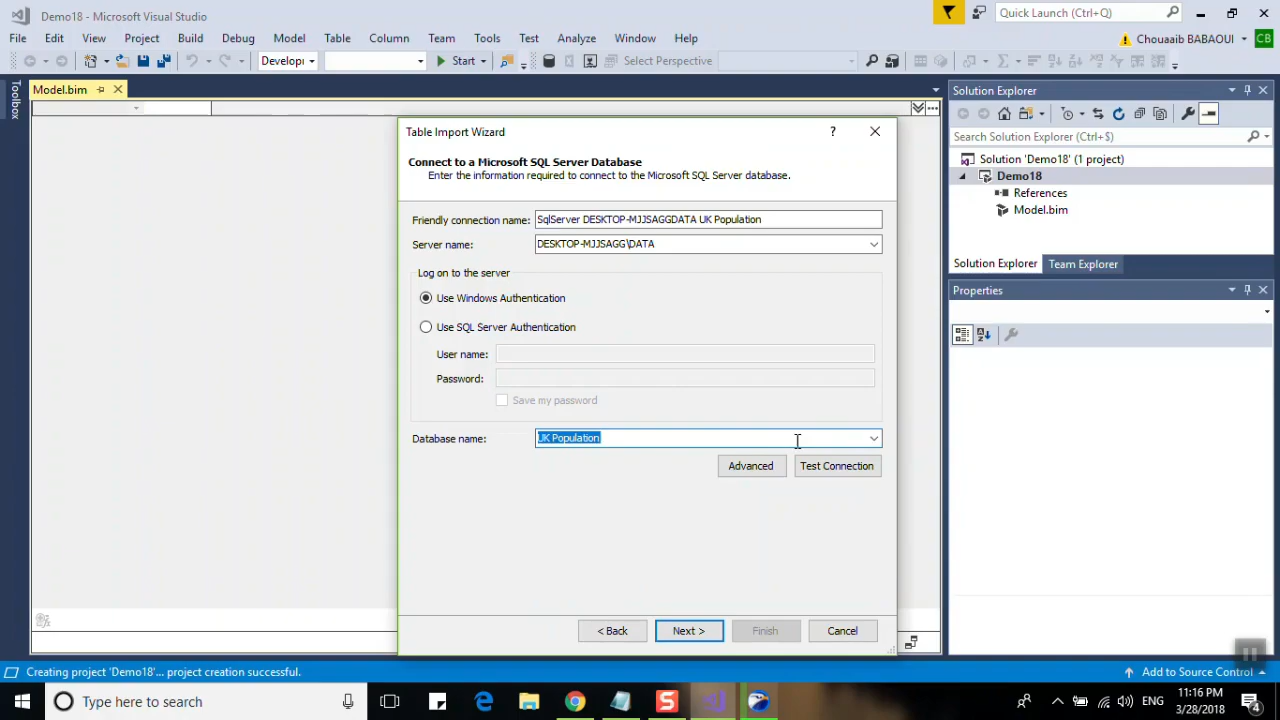 Demo18 - Microsoft Visual Studio
Quick Launch (Ctrl+Q)
File Edit View Project Build Debug Model Table Column Team Tools Test Analyze Window Help
Chouaaib BABAOUI
CB
Developi
Start
Select Perspective
Toolbox
Model.bim
Table Import Wizard
?
Connect to a Microsoft SQL Server Database
Enter the information required to connect to the Microsoft SQL Server database.
Friendly connection name: SqlServer DESKTOP-MJJSAGGDATA UK Population
Server name: DESKTOP-MJJSAGG\DATA
Log on to the server
Use Windows Authentication
Use SQL Server Authentication
User name:
Password:
Save my password
Database name: UK Population
Advanced Test Connection
< Back Next > Finish Cancel
Solution Explorer
Search Solution Explorer (Ctrl+$)
Solution 'Demo18' (1 project)
Demo18
References
Model.bim
Solution Explorer Team Explorer
Properties
Creating project 'Demo18'... project creation successful.
Add to Source Control
Type here to search
ENG
11:16 PM
3/28/2018
4